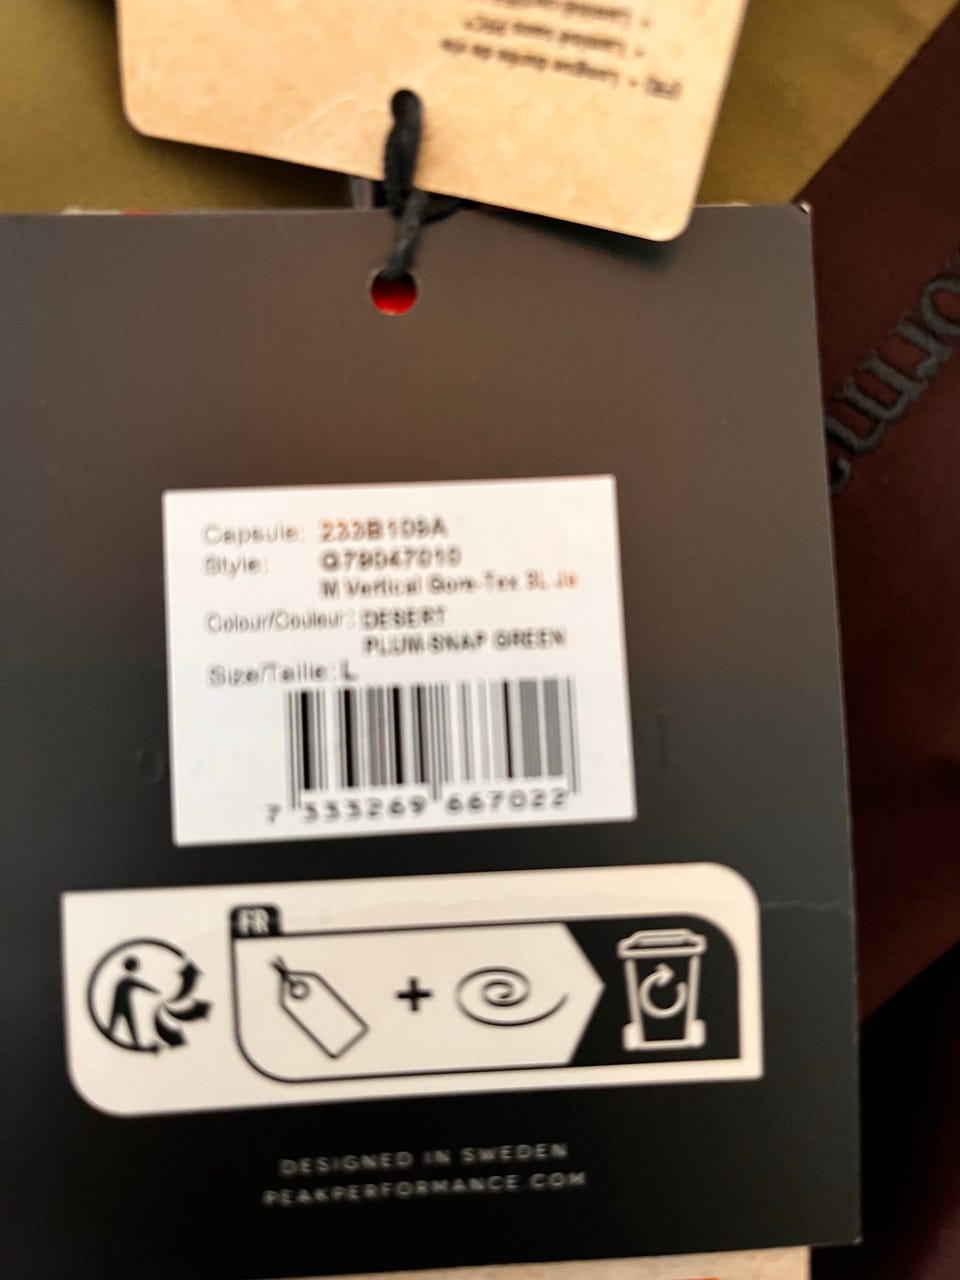 Capsule: 233B109A
Style: G79047010
M Vertical Gore-Tex 3L Ja
Colour/Couleur: DESERT
PLUM-SNAP GREEN
Size/Taille: L
7 333269 667022
FR
DESIGNED IN SWEDEN
PEAKPERFORMANCE.COM